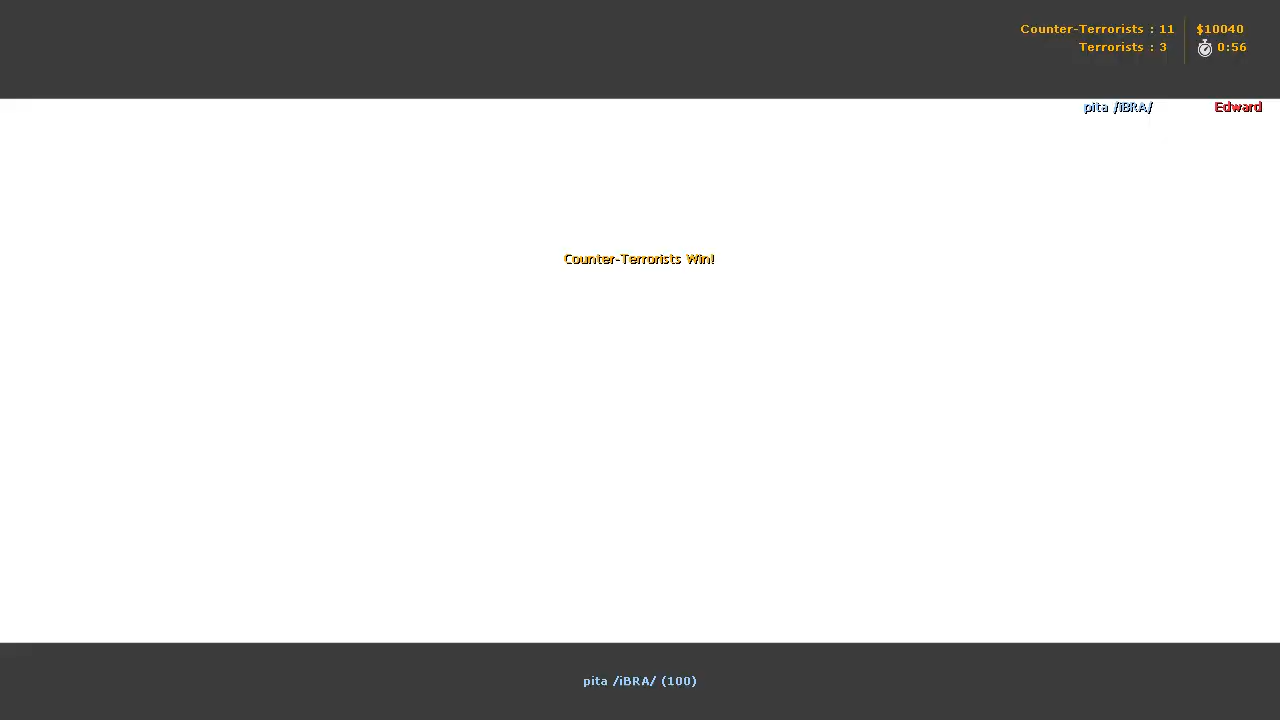 Counter-Terrorists : 11 $10040
Terrorists : 3 0:56
pita /iBRA/ Edward
Counter-Terrorists Win!
pita /iBRA/ (100)